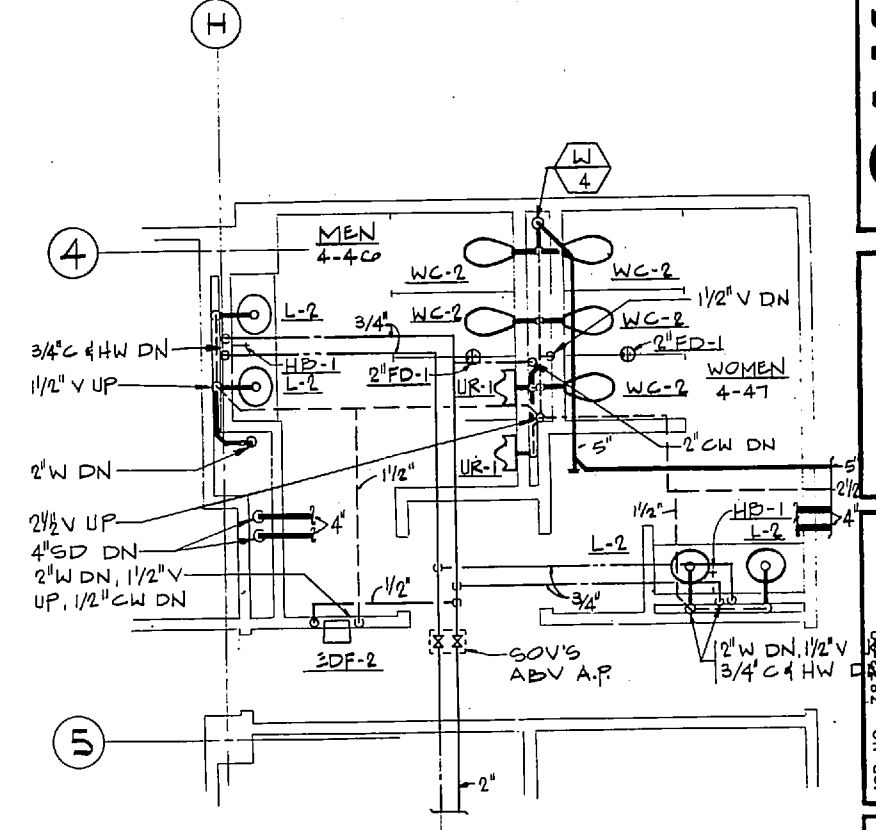 H
W
4
4
MEN
4-46
WC-2
WC-2
1 1/2" V DN
L-2
3/4"
WC-2
WC-2
3/4" C & HW DN
HB-1
2" FD-1
2" FD-1
WOMEN
4-47
1 1/2" V UP
L-2
UR-1
WC-2
2" CW DN
5"
2" W DN
1 1/2"
UR-1
5"
2 1/2
2 1/2" V UP
1 1/2"
HB-1
4"
4" SD DN
4"
L-2
L-2
2" W DN, 1 1/2" V
UP, 1/2" CW DN
1/2"
3/4"
EDF-2
SOV'S
ABV A.P.
2" W DN, 1 1/2" V
3/4" C & HW
5
2"